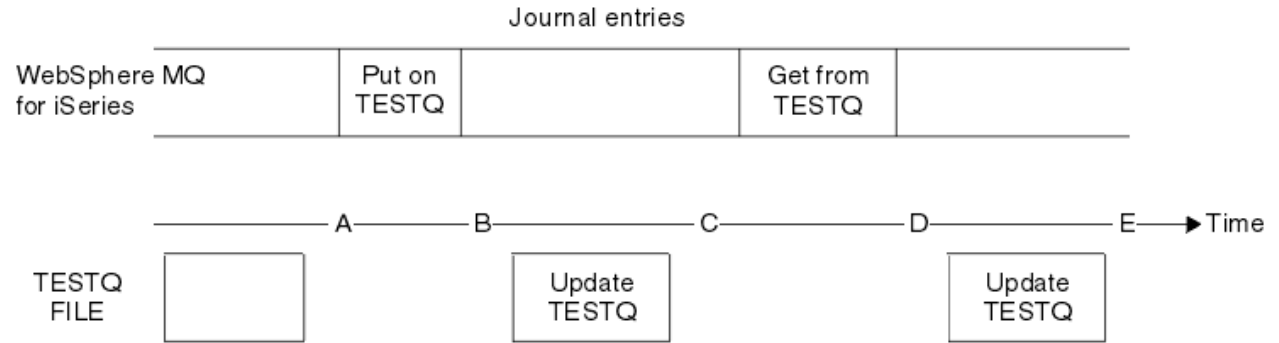 Journal entries
WebSphere MQ
for iSeries
Put on
TESTQ
Get from
TESTQ
A B C D E Time
TESTQ
FILE
Update
TESTQ
Update
TESTQ